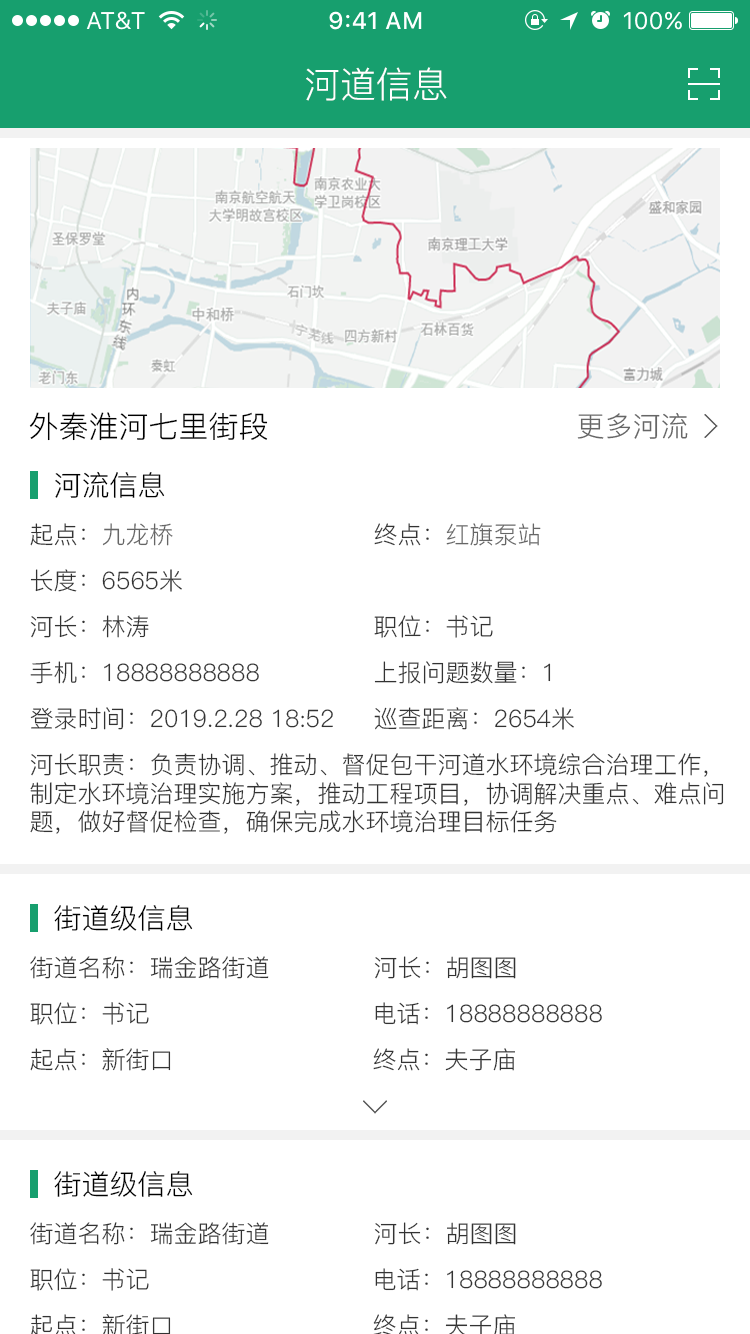 AT&T 9:41 AM 100%
河道信息
南京航空航天
大学明故宫校区
南京农业大
学卫岗校区
盛和家园
圣保罗堂
南京理工大学
石门坎
内环东线
夫子庙
中和桥
宁芜线
四方新村
石林百货
秦虹
老门东
富力城
外秦淮河七里街段 更多河流
河流信息
起点：九龙桥 终点：红旗泵站
长度：6565米
河长：林涛 职位：书记
手机：18888888888 上报问题数量：1
登录时间：2019.2.28 18:52 巡查距离：2654米
河长职责：负责协调、推动、督促包干河道水环境综合治理工作，
制定水环境治理实施方案，推动工程项目，协调解决重点、难点问
题，做好督促检查，确保完成水环境治理目标任务
街道级信息
街道名称：瑞金路街道 河长：胡图图
职位：书记 电话：18888888888
起点：新街口 终点：夫子庙
街道级信息
街道名称：瑞金路街道 河长：胡图图
职位：书记 电话：18888888888
起点：新街口 终点：夫子庙